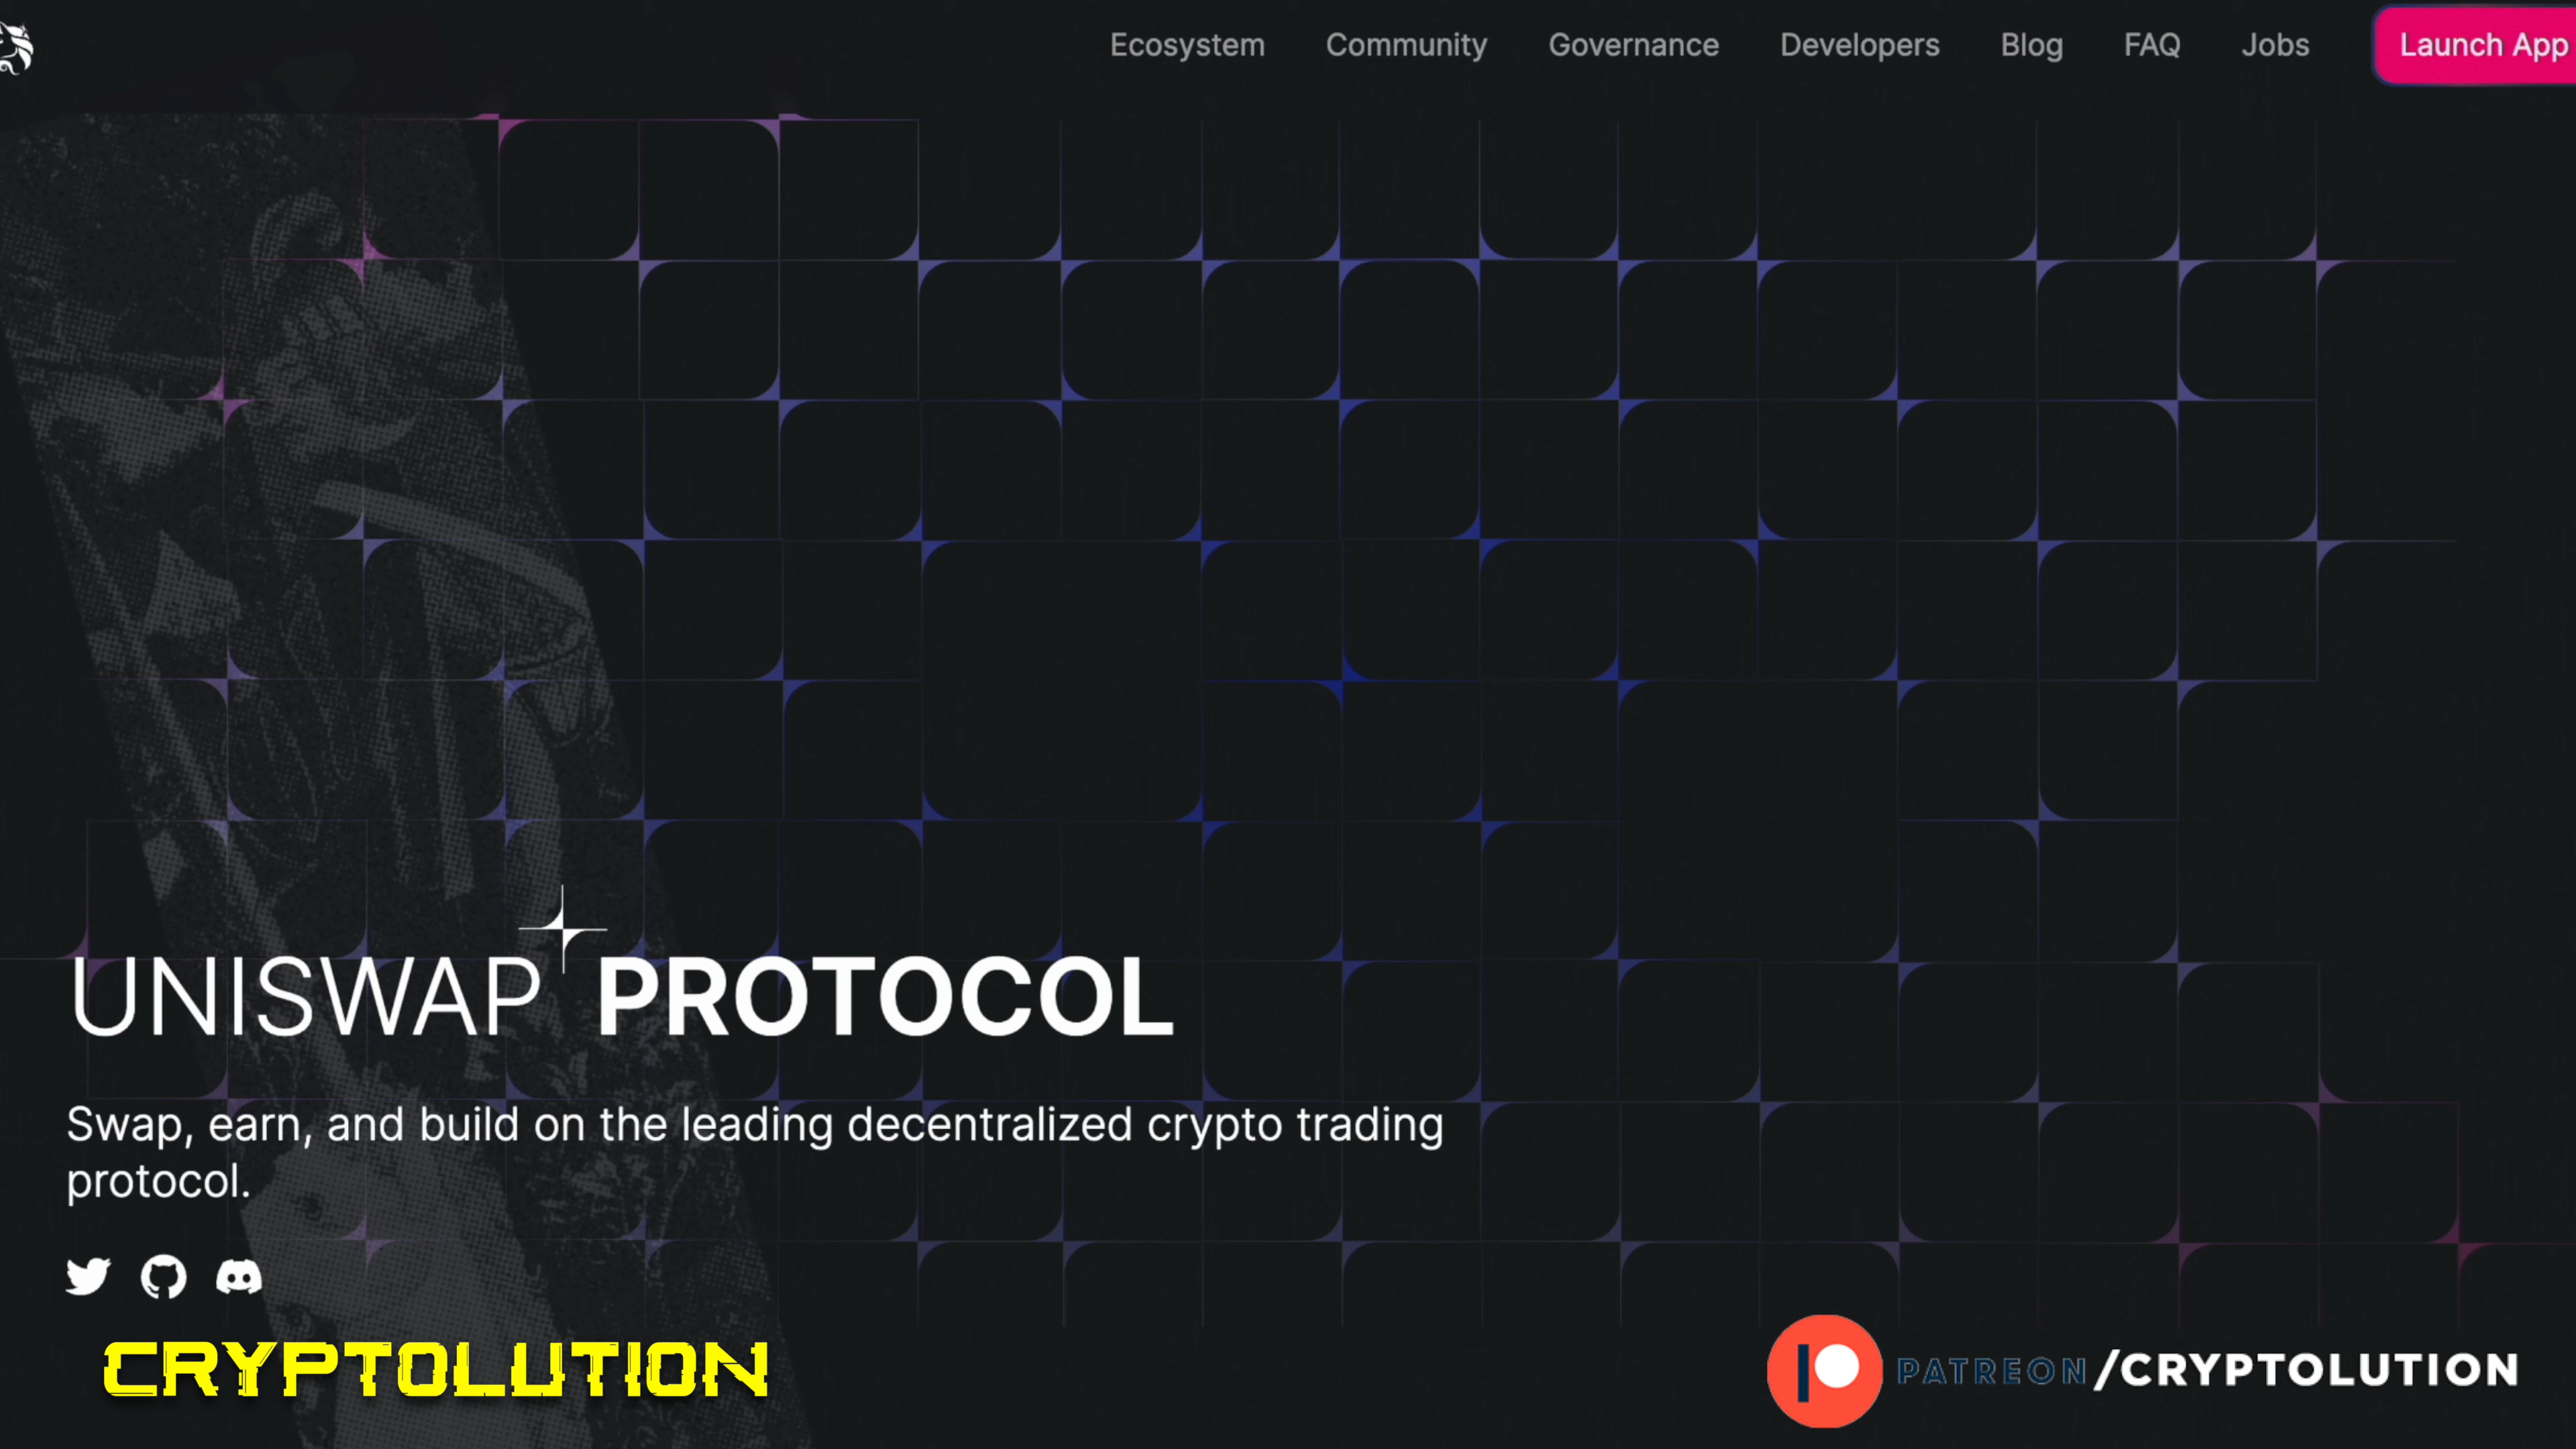 Ecosystem Community Governance Developers Blog FAQ Jobs Launch App
UNISWAP PROTOCOL
Swap, earn, and build on the leading decentralized crypto trading
protocol.
CRYPTOLUTION
PATREON/CRYPTOLUTION